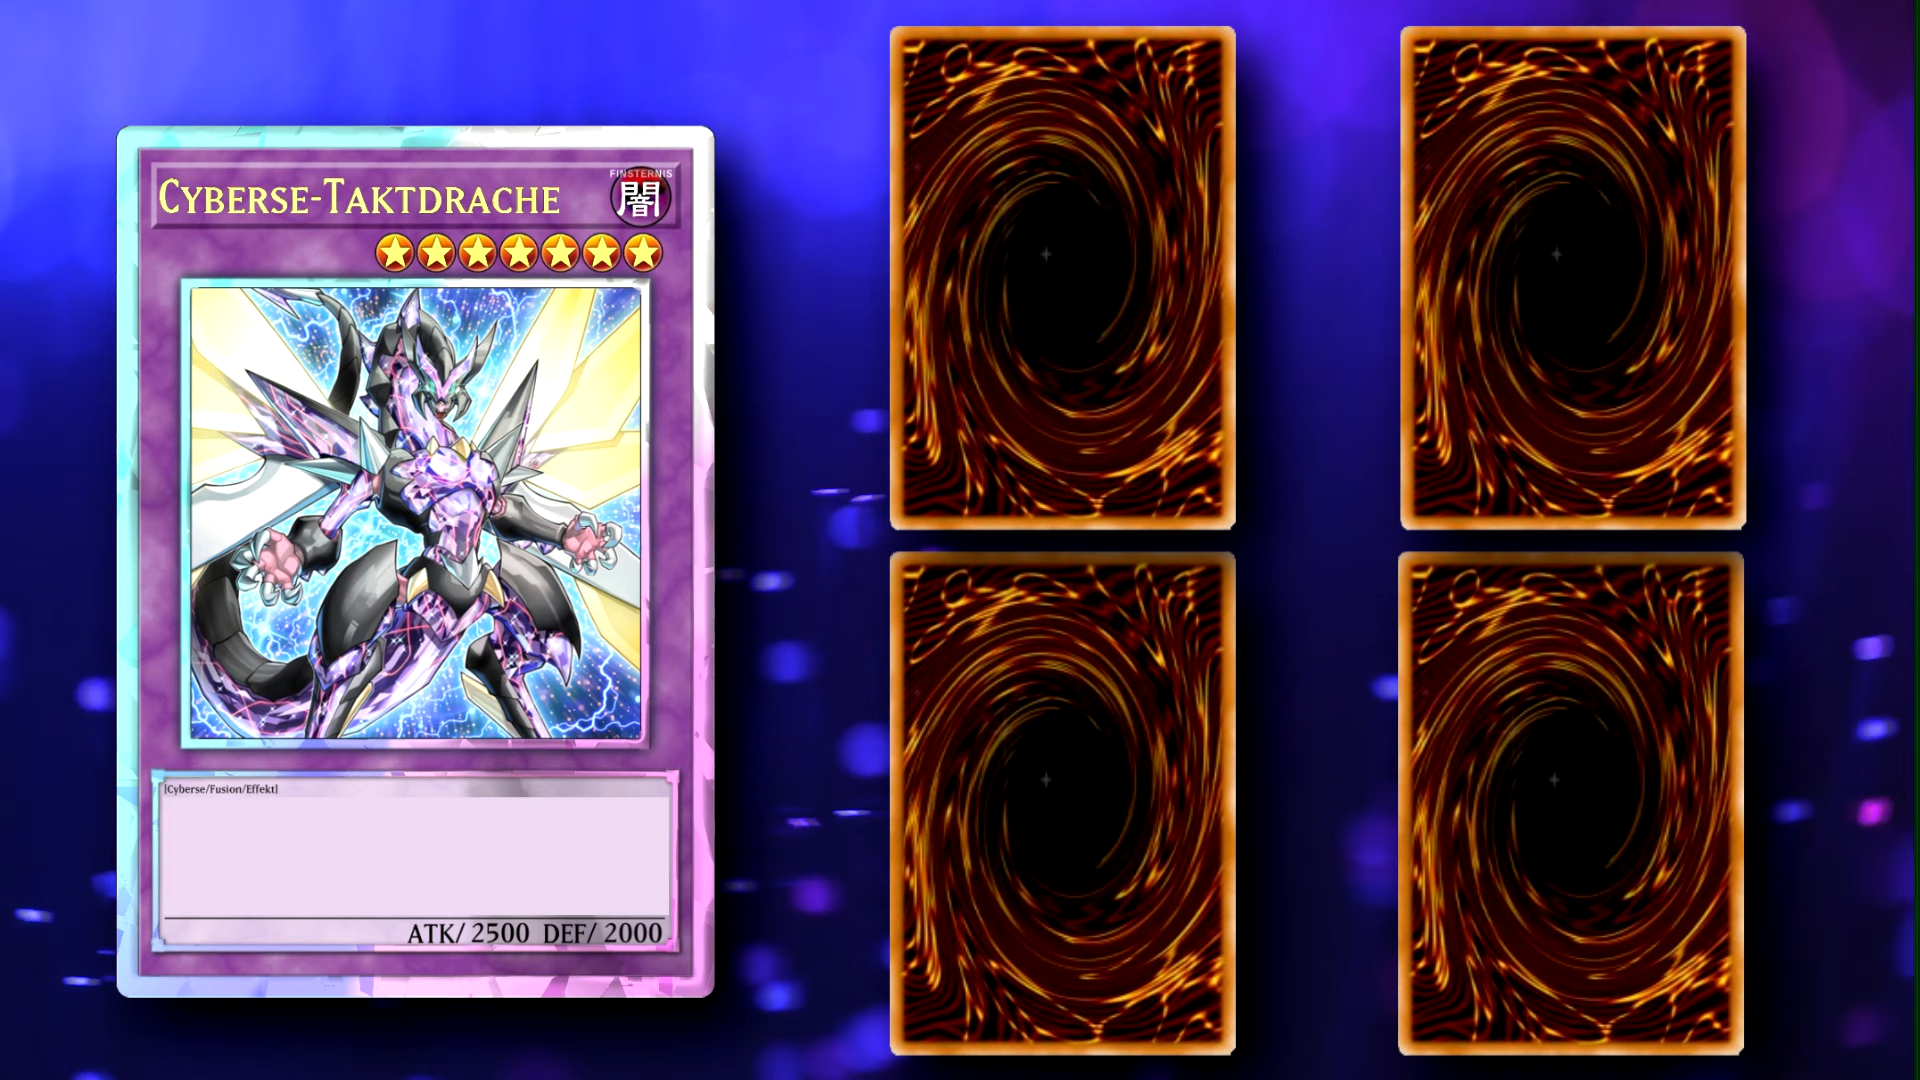 Cyberse-Taktdrache
FINSTERNIS
闇
[Cyberse/Fusion/Effekt]
ATK/ 2500 DEF/ 2000